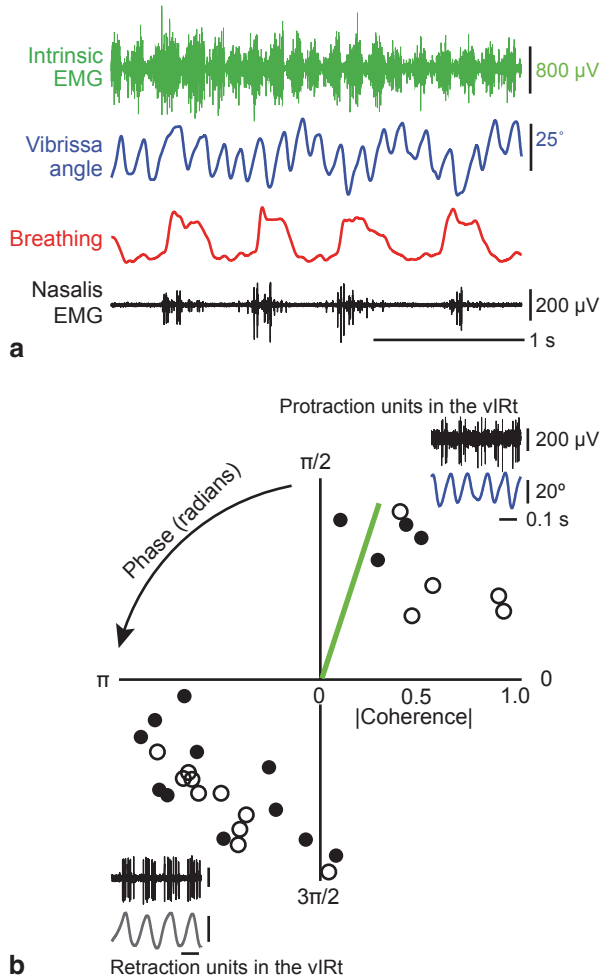 Intrinsic
EMG
800 µV
Vibrissa
angle
25°
Breathing
Nasalis
EMG
200 µV
1 s
a
Protraction units in the vIRt
200 µV
20º
0.1 s
π/2
Phase (radians)
π
0
0
0.5
1.0
|Coherence|
3π/2
b
Retraction units in the vIRt